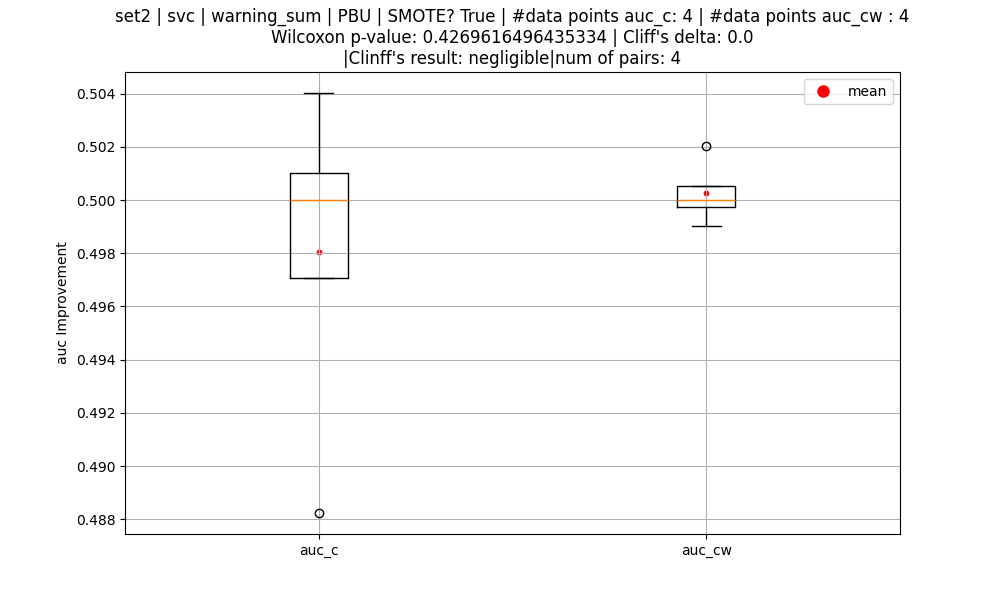 set2 | svc | warning_sum | PBU | SMOTE? True | #data points auc_c: 4 | #data points auc_cw : 4
Wilcoxon p-value: 0.4269616496435334 | Cliff's delta: 0.0
|Clinff's result: negligible|num of pairs: 4
mean
0.504
0.502
0.500
0.498
0.496
0.494
0.492
0.490
0.488
auc Improvement
auc_c
auc_cw